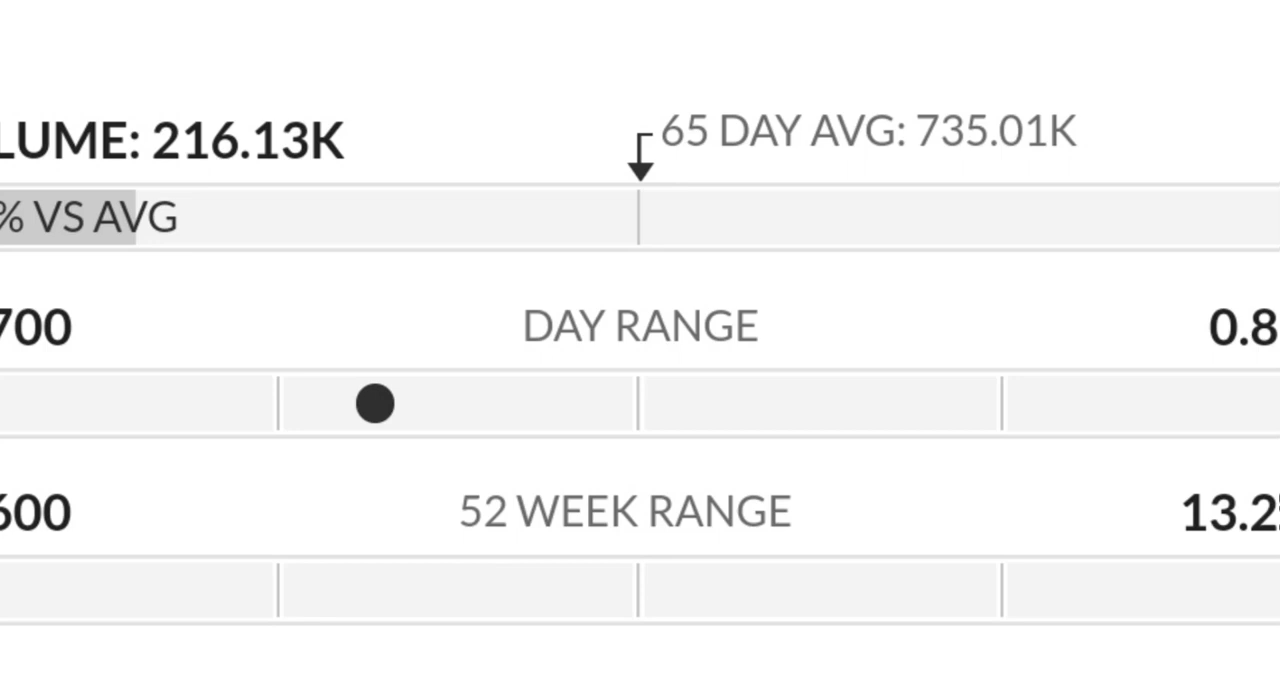 LUME: 216.13K
65 DAY AVG: 735.01K
% VS AVG
700 DAY RANGE 0.8
600 52 WEEK RANGE 13.2